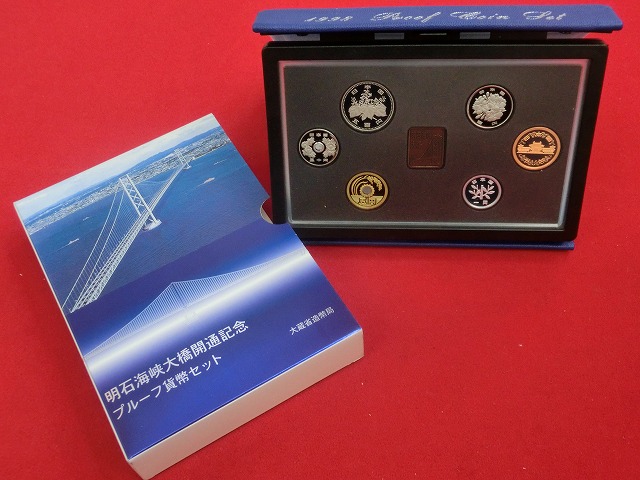 1998 Proof Coin Set
明石海峡大橋開通記念
プルーフ貨幣セット
大蔵省造幣局